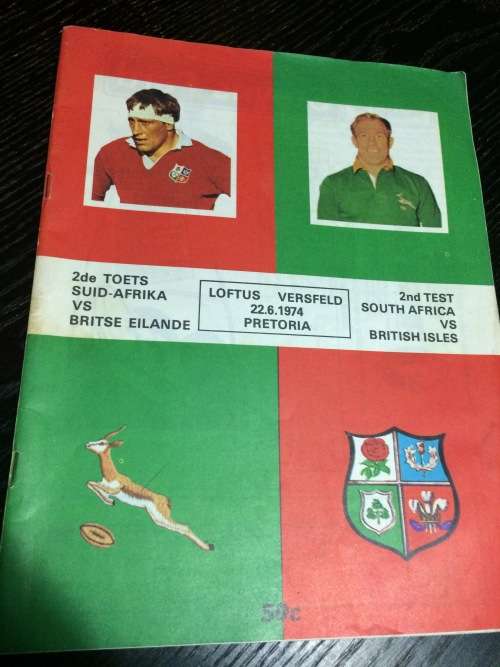 2de TOETS
SUID-AFRIKA
VS
BRITSE EILANDE
LOFTUS VERSFELD
22.6.1974
PRETORIA
2nd TEST
SOUTH AFRICA
VS
BRITISH ISLES
50c